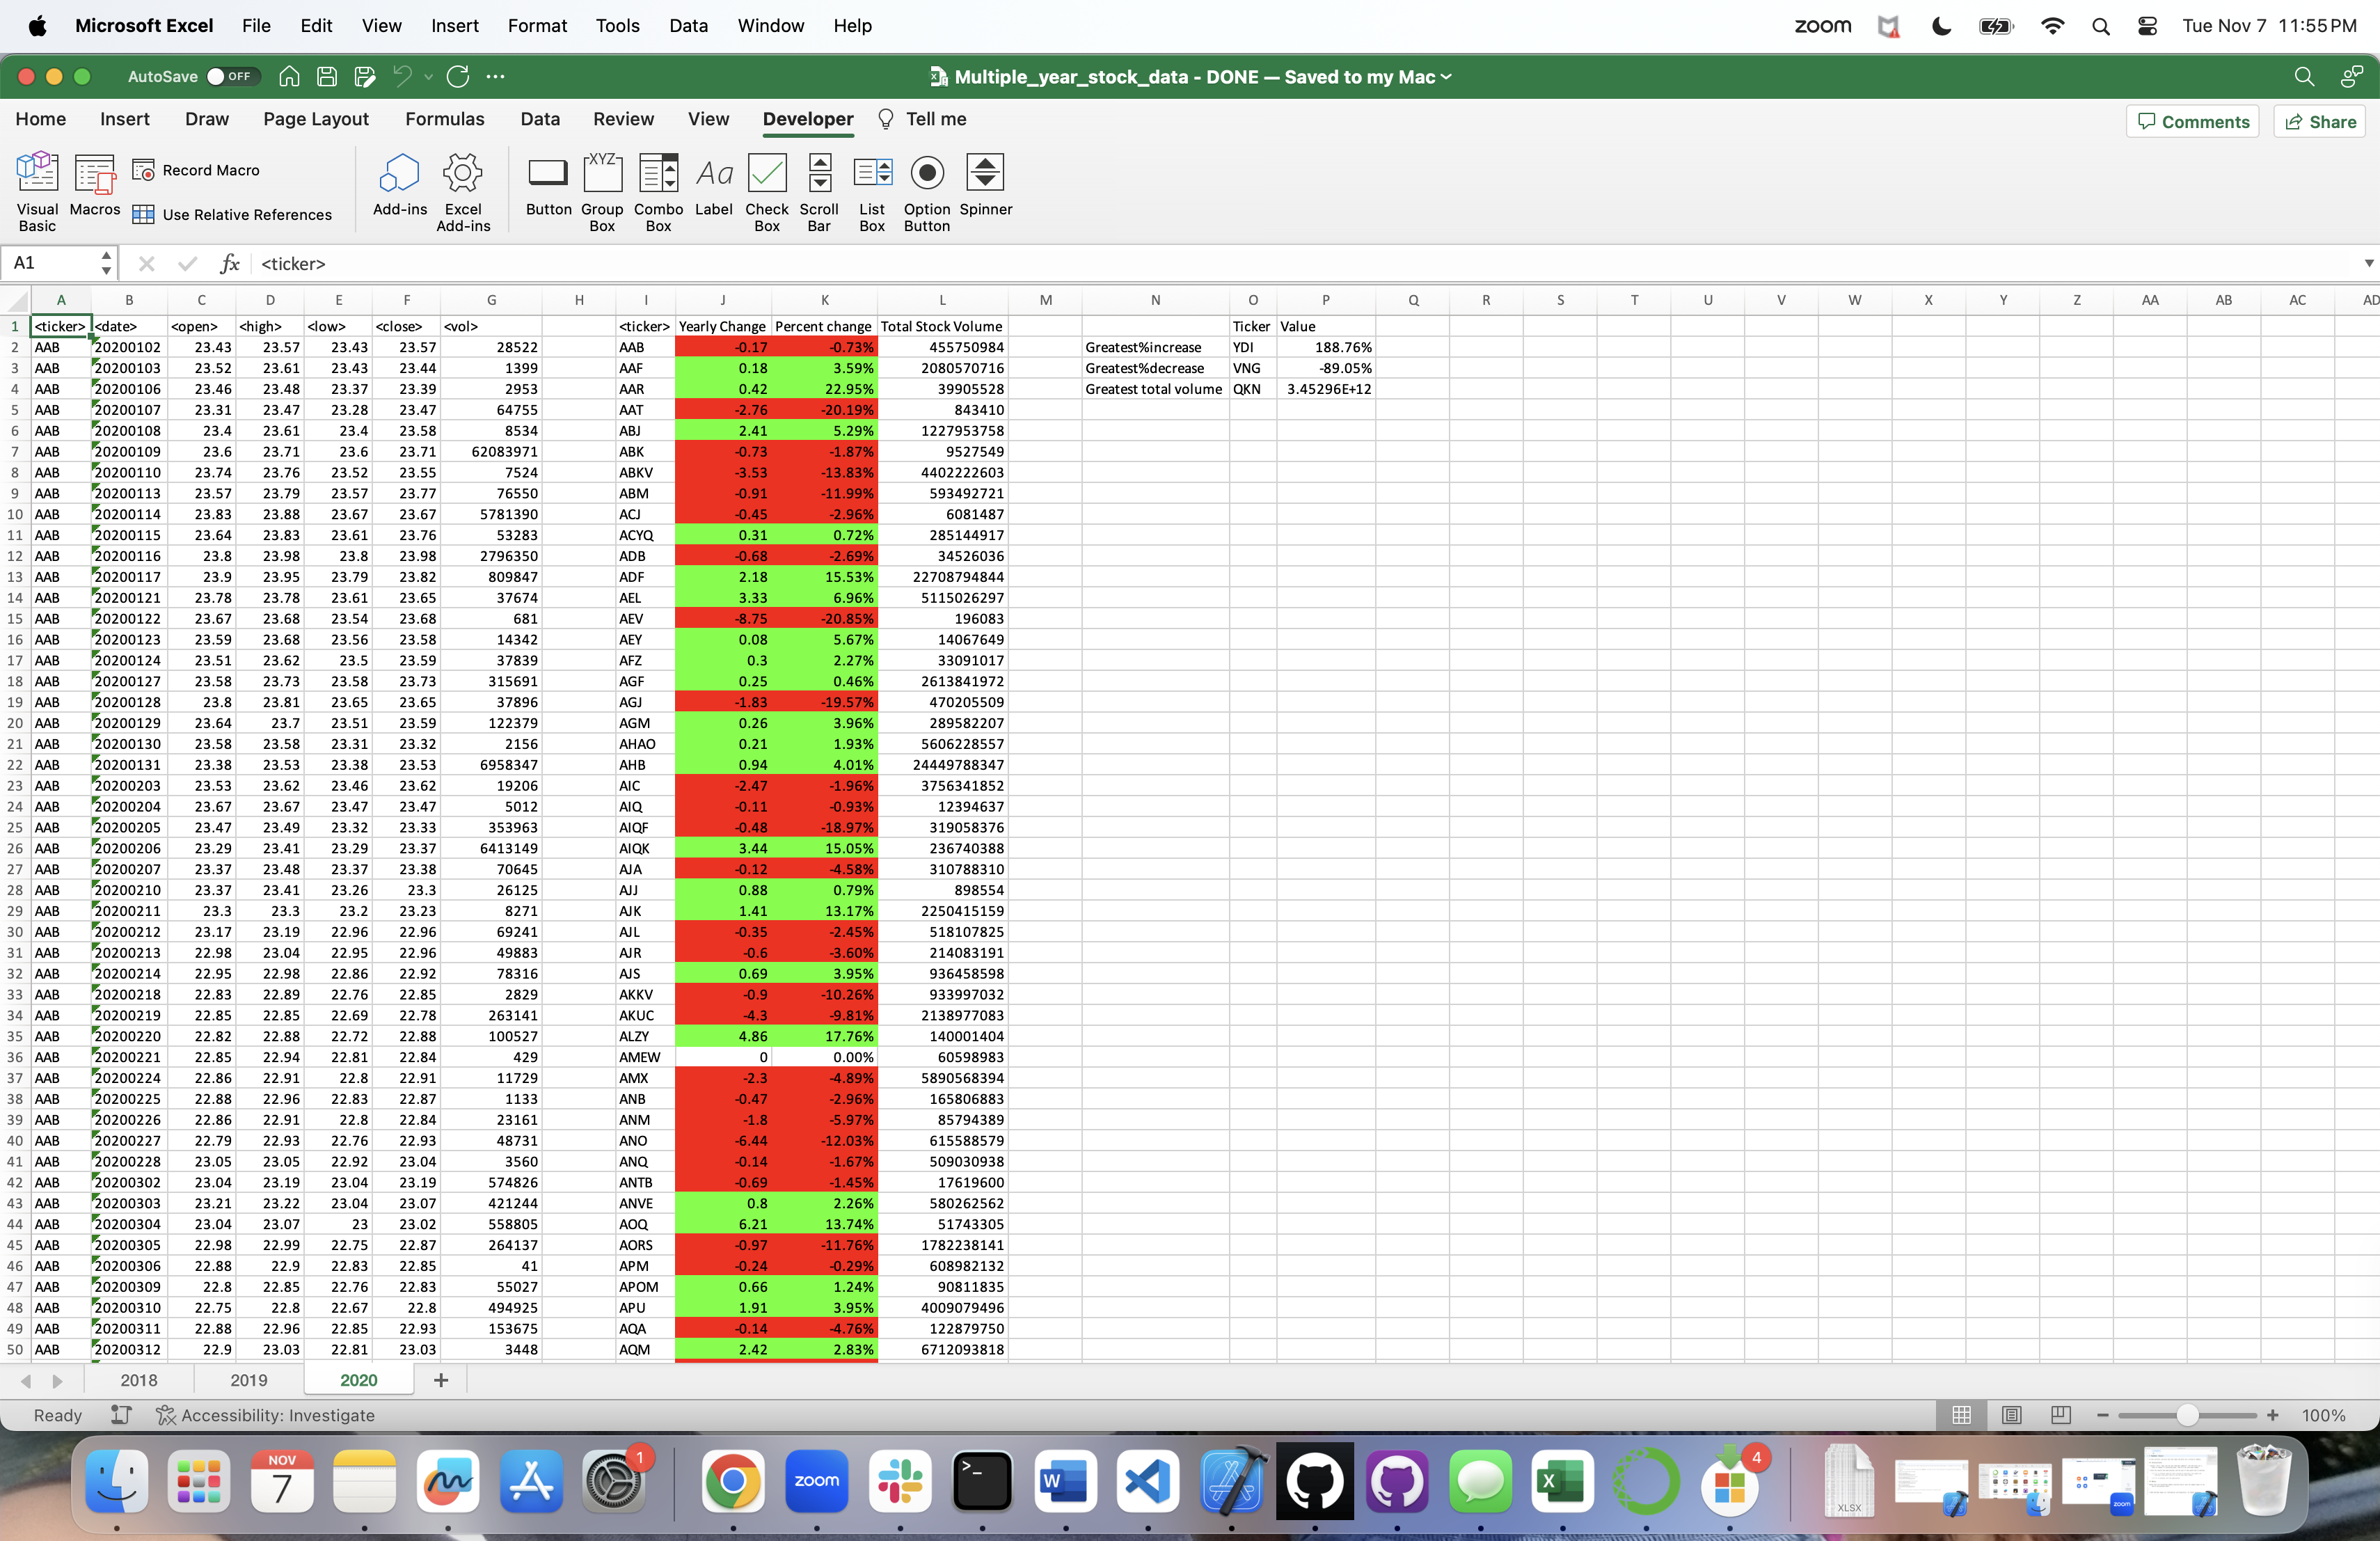 Microsoft Excel File Edit View Insert Format Tools Data Window Help zoom Tue Nov 7 11:55 PM
AutoSave OFF Multiple_year_stock_data - DONE — Saved to my Mac
Home Insert Draw Page Layout Formulas Data Review View Developer Tell me Comments Share
Record Macro XYZ Aa
Visual Basic Macros Use Relative References Add-ins Excel Add-ins Button Group Box Combo Box Label Check Box Scroll Bar List Box Option Button Spinner
A1 fx <ticker>
A B C D E F G H I J K L M N O P Q R S T U V W X Y Z AA AB AC AD
1 <ticker> <date> <open> <high> <low> <close> <vol> <ticker> Yearly Change Percent change Total Stock Volume Ticker Value
2 AAB 20200102 23.43 23.57 23.43 23.57 28522 AAB -0.17 -0.73% 455750984 Greatest%increase YDI 188.76%
3 AAB 20200103 23.52 23.61 23.43 23.44 1399 AAF 0.18 3.59% 2080570716 Greatest%decrease VNG -89.05%
4 AAB 20200106 23.46 23.48 23.37 23.39 2953 AAR 0.42 22.95% 39905528 Greatest total volume QKN 3.45296E+12
5 AAB 20200107 23.31 23.47 23.28 23.47 64755 AAT -2.76 -20.19% 843410
6 AAB 20200108 23.4 23.61 23.4 23.58 8534 ABJ 2.41 5.29% 1227953758
7 AAB 20200109 23.6 23.71 23.6 23.71 62083971 ABK -0.73 -1.87% 9527549
8 AAB 20200110 23.74 23.76 23.52 23.55 7524 ABKV -3.53 -13.83% 4402222603
9 AAB 20200113 23.57 23.79 23.57 23.77 76550 ABM -0.91 -11.99% 593492721
10 AAB 20200114 23.83 23.88 23.67 23.67 5781390 ACJ -0.45 -2.96% 6081487
11 AAB 20200115 23.64 23.83 23.61 23.76 53283 ACYQ 0.31 0.72% 285144917
12 AAB 20200116 23.8 23.98 23.8 23.98 2796350 ADB -0.68 -2.69% 34526036
13 AAB 20200117 23.9 23.95 23.79 23.82 809847 ADF 2.18 15.53% 22708794844
14 AAB 20200121 23.78 23.78 23.61 23.65 37674 AEL 3.33 6.96% 5115026297
15 AAB 20200122 23.67 23.68 23.54 23.68 681 AEV -8.75 -20.85% 196083
16 AAB 20200123 23.59 23.68 23.56 23.58 14342 AEY 0.08 5.67% 14067649
17 AAB 20200124 23.51 23.62 23.5 23.59 37839 AFZ 0.3 2.27% 33091017
18 AAB 20200127 23.58 23.73 23.58 23.73 315691 AGF 0.25 0.46% 2613841972
19 AAB 20200128 23.8 23.81 23.65 23.65 37896 AGJ -1.83 -19.57% 470205509
20 AAB 20200129 23.64 23.7 23.51 23.59 122379 AGM 0.26 3.96% 289582207
21 AAB 20200130 23.58 23.58 23.31 23.32 2156 AHAO 0.21 1.93% 5606228557
22 AAB 20200131 23.38 23.53 23.38 23.53 6958347 AHB 0.94 4.01% 24449788347
23 AAB 20200203 23.53 23.62 23.46 23.62 19206 AIC -2.47 -1.96% 3756341852
24 AAB 20200204 23.67 23.67 23.47 23.47 5012 AIQ -0.11 -0.93% 12394637
25 AAB 20200205 23.47 23.49 23.32 23.33 353963 AIQF -0.48 -18.97% 319058376
26 AAB 20200206 23.29 23.41 23.29 23.37 6413149 AIQK 3.44 15.05% 236740388
27 AAB 20200207 23.37 23.48 23.37 23.38 70645 AJA -0.12 -4.58% 310788310
28 AAB 20200210 23.37 23.41 23.26 23.3 26125 AJJ 0.88 0.79% 898554
29 AAB 20200211 23.3 23.3 23.2 23.23 8271 AJK 1.41 13.17% 2250415159
30 AAB 20200212 23.17 23.19 22.96 22.96 69241 AJL -0.35 -2.45% 518107825
31 AAB 20200213 22.98 23.04 22.95 22.96 49883 AJR -0.6 -3.60% 214083191
32 AAB 20200214 22.95 22.98 22.86 22.92 78316 AJS 0.69 3.95% 936458598
33 AAB 20200218 22.83 22.89 22.76 22.85 2829 AKKV -0.9 -10.26% 933997032
34 AAB 20200219 22.85 22.85 22.69 22.78 263141 AKUC -4.3 -9.81% 2138977083
35 AAB 20200220 22.82 22.88 22.72 22.88 100527 ALZY 4.86 17.76% 140001404
36 AAB 20200221 22.85 22.94 22.81 22.84 429 AMEW 0 0.00% 60598983
37 AAB 20200224 22.86 22.91 22.8 22.91 11729 AMX -2.3 -4.89% 5890568394
38 AAB 20200225 22.88 22.96 22.83 22.87 1133 ANB -0.47 -2.96% 165806883
39 AAB 20200226 22.86 22.91 22.8 22.84 23161 ANM -1.8 -5.97% 85794389
40 AAB 20200227 22.79 22.93 22.76 22.93 48731 ANO -6.44 -12.03% 615588579
41 AAB 20200228 23.05 23.05 22.92 23.04 3560 ANQ -0.14 -1.67% 509030938
42 AAB 20200302 23.04 23.19 23.04 23.19 574826 ANTB -0.69 -1.45% 17619600
43 AAB 20200303 23.21 23.22 23.04 23.07 421244 ANVE 0.8 2.26% 580262562
44 AAB 20200304 23.04 23.07 23 23.02 558805 AOQ 6.21 13.74% 51743305
45 AAB 20200305 22.98 22.99 22.75 22.87 264137 AORS -0.97 -11.76% 1782238141
46 AAB 20200306 22.88 22.9 22.83 22.85 41 APM -0.24 -0.29% 608982132
47 AAB 20200309 22.8 22.85 22.76 22.83 55027 APOM 0.66 1.24% 90811835
48 AAB 20200310 22.75 22.8 22.67 22.8 494925 APU 1.91 3.95% 4009079496
49 AAB 20200311 22.88 22.96 22.85 22.93 153675 AQA -0.14 -4.76% 122879750
50 AAB 20200312 22.9 23.03 22.81 23.03 3448 AQM 2.42 2.83% 6712093818
2018 2019 2020 +
Ready Accessibility: Investigate 100%
NOV 7 1 zoom W X 4 XLSX zoom